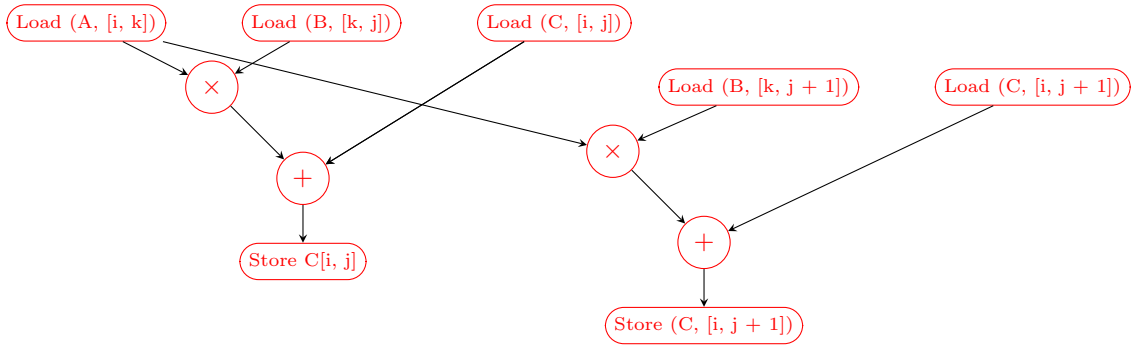 Load (A, [i, k])
Load (B, [k, j])
Load (C, [i, j])
×
Load (B, [k, j + 1])
Load (C, [i, j + 1])
×
+
+
Store C[i, j]
Store (C, [i, j + 1])